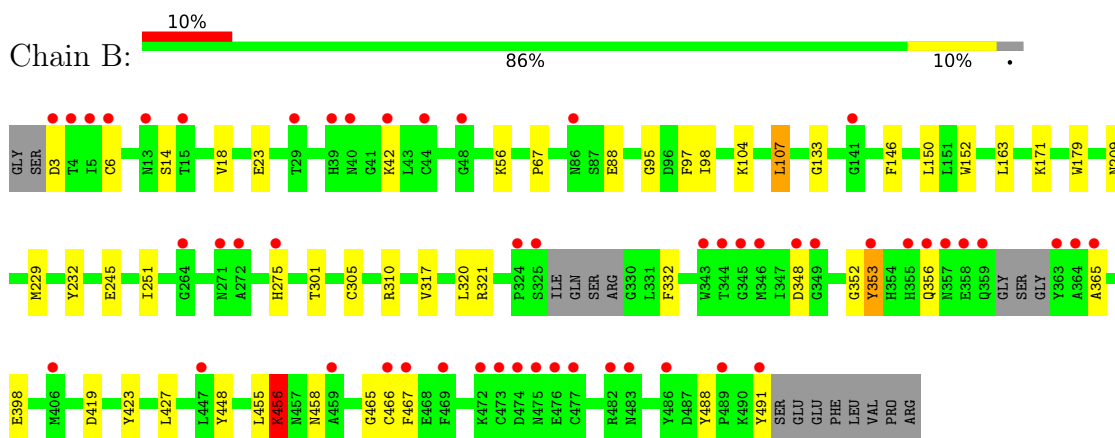 10%
Chain B:
86% 10% •
GLY SER D3 T4 I5 C6 N13 S14 T15 V18 E23 T29 H39 N40 G41 K42 L43 C44 G48 K56 P67 N86 S87 E88 G95 D96 F97 I98 K104 L107 G133 G141 F146 L150 L151 W152 L163 K171 W179
M229 Y232 E245 I251 G264 N271 A272 H275 T301 C305 R310 V317 L320 R321 P324 S325 ILE GLN SER ARG G330 L331 F332 W343 T344 G345 M346 I347 D348 G349 G352 Y353 H354 H355 Q356 N357 E358 Q359 GLY SER GLY Y363 A364 A365
E398 M406 D419 Y423 L427 L447 Y448 L455 K456 N457 N458 A459 G465 C466 F467 E468 F469 K472 C473 D474 N475 E476 C477 R482 N483 Y486 D487 Y488 P489 K490 Y491 SER GLU GLU PHE LEU VAL PRO ARG